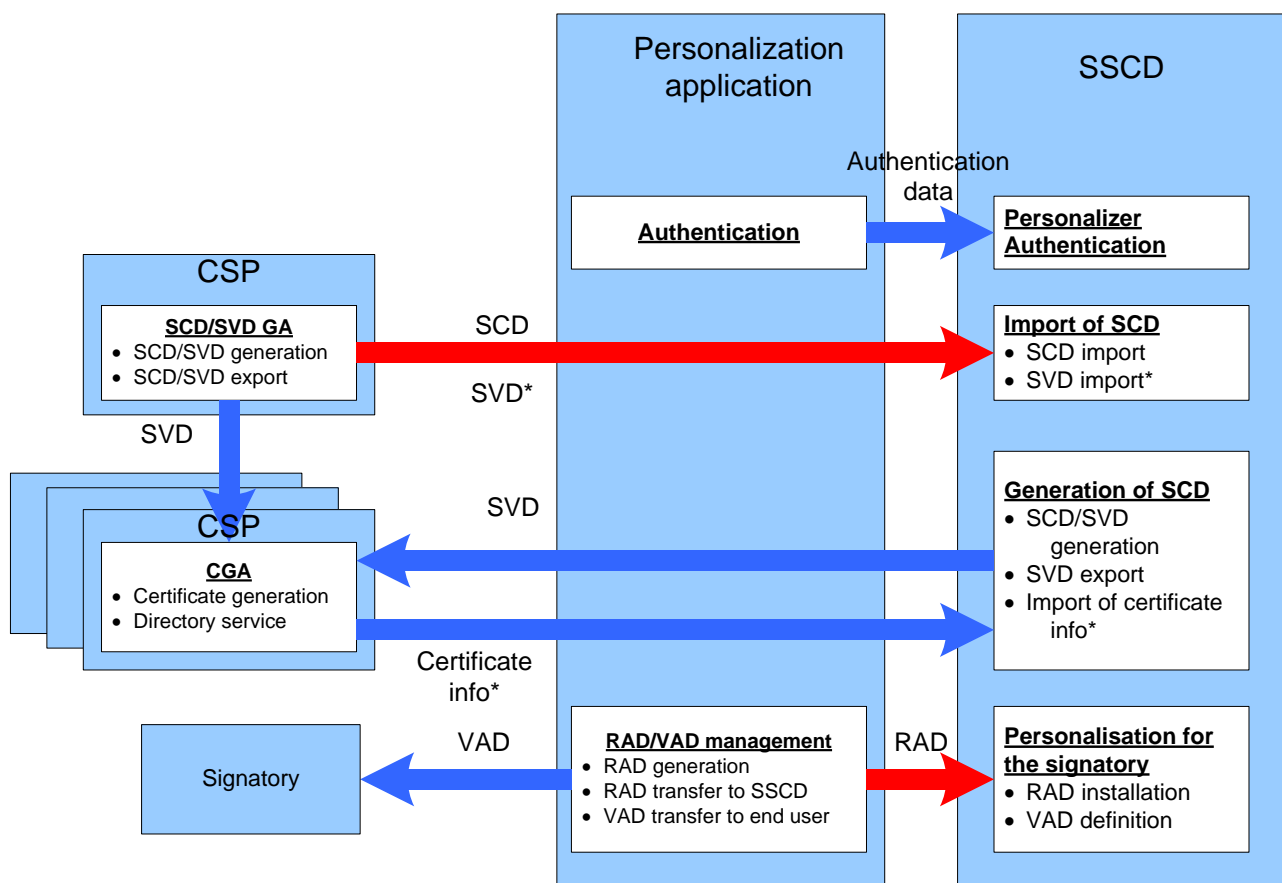 Personalization
application
SSCD
Authentication
data
Authentication
Personalizer
Authentication
CSP
SCD/SVD GA
• SCD/SVD generation
• SCD/SVD export
SCD
SVD*
Import of SCD
• SCD import
• SVD import*
SVD
CSP
CGA
• Certificate generation
• Directory service
SVD
Certificate
info*
Generation of SCD
• SCD/SVD
generation
• SVD export
• Import of certificate
info*
Signatory
VAD
RAD/VAD management
• RAD generation
• RAD transfer to SSCD
• VAD transfer to end user
RAD
Personalisation for
the signatory
• RAD installation
• VAD definition